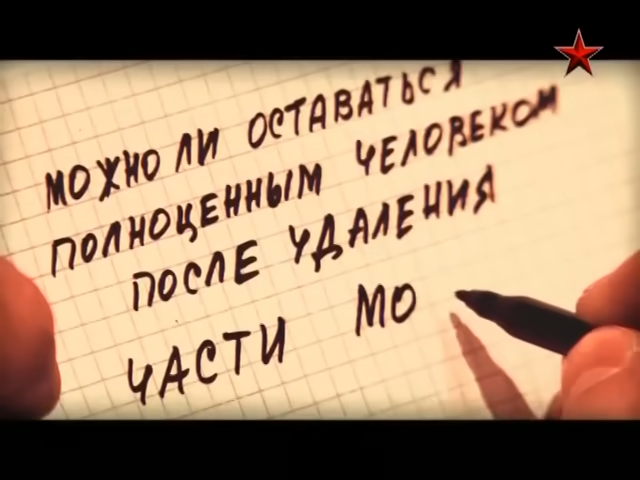 МОЖНО ЛИ ОСТАВАТЬСЯ
ПОЛНОЦЕННЫМ ЧЕЛОВЕКОМ
ПОСЛЕ УДАЛЕНИЯ
ЧАСТИ МО